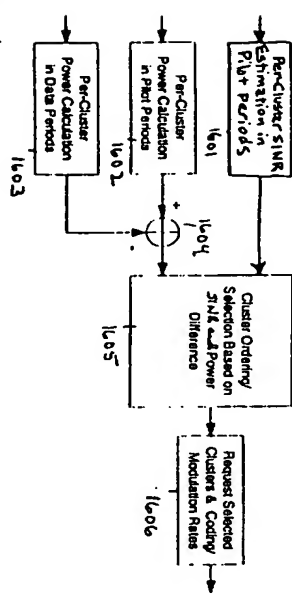 Per-Cluster SINR
Estimation in
Pilot Periods
1601
Per-Cluster
Power Calculation
in Pilot Periods
1602
Per-Cluster
Power Calculation
in Data Periods
1603
+
-
1604
Cluster Ordering/
Selection Based on
SINR and Power
Difference
1605
Request Selected
Clusters & Coding/
Modulation Rates
1606